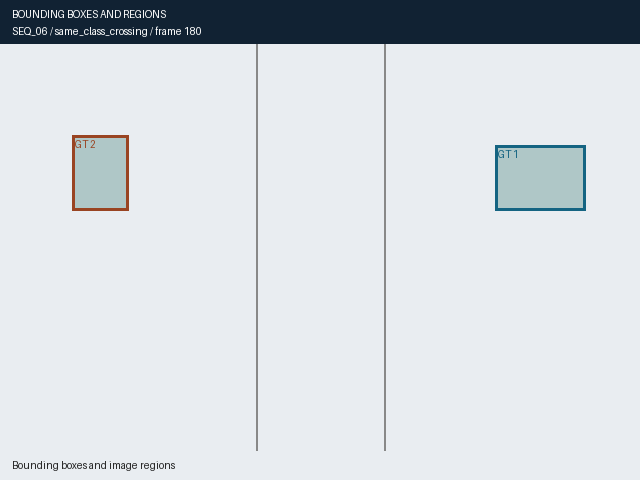 BOUNDING BOXES AND REGIONS
SEQ_06 / same_class_crossing / frame 180
GT2
GT1
Bounding boxes and image regions